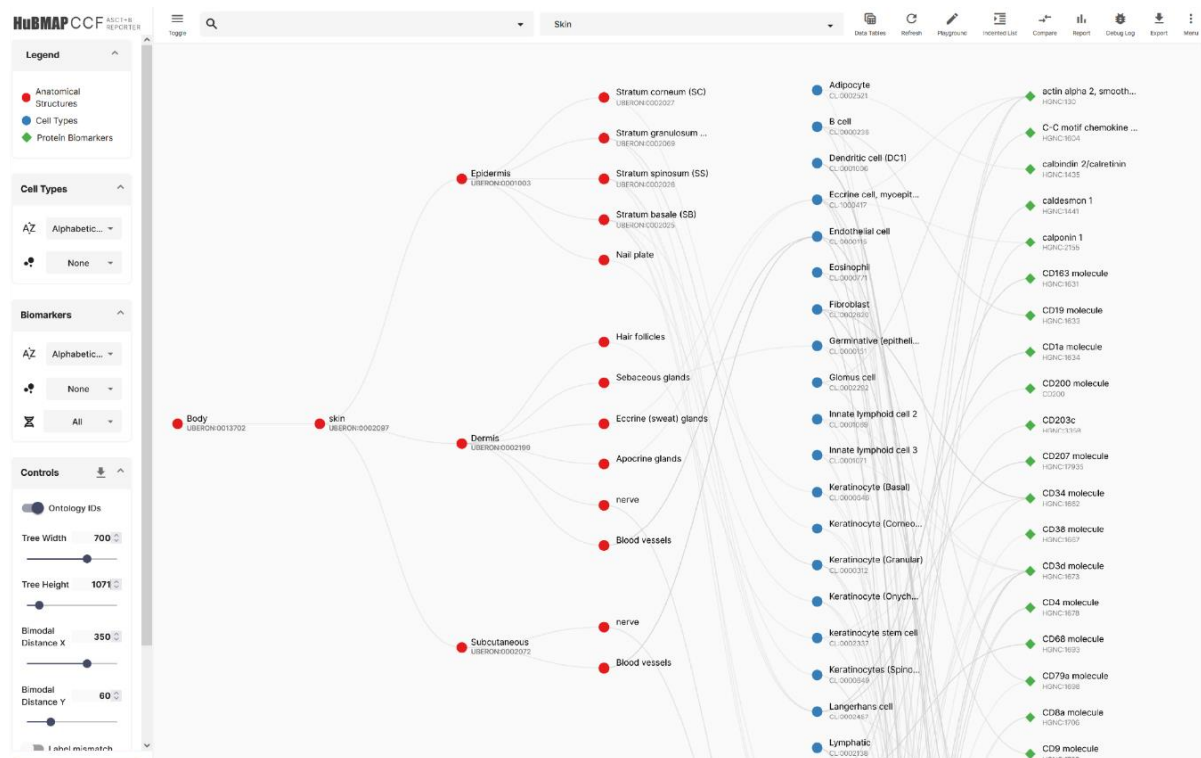 HuBMAP CCF ASCT+B REPORTER
Toggle
Skin
Data Tables
Refresh
Playground
Indented List
Compare
Report
Debug Log
Export
Menu
Legend
Anatomical
Structures
Cell Types
Protein Biomarkers
Cell Types
Alphabetic...
None
Biomarkers
Alphabetic...
None
All
Controls
Ontology IDs
Tree Width 700
Tree Height 1071
Bimodal
Distance X 350
Bimodal
Distance Y 60
Label mismatch
Body
UBERON:0013702
skin
UBERON:0002097
Epidermis
UBERON:0001003
Dermis
Subcutaneous
UBERON:0002072
Stratum corneum (SC)
UBERON:0002027
Stratum granulosum ...
UBERON:0002069
Stratum spinosum (SS)
UBERON:0002026
Stratum basale (SB)
UBERON:0002025
Nail plate
Hair follicles
Sebaceous glands
Eccrine (sweat) glands
Apocrine glands
nerve
Blood vessels
nerve
Blood vessels
Adipocyte
B cell
CL:0000236
Dendritic cell (DC1)
Eccrine cell, myoepit...
Endothelial cell
CL:0000115
Eosinophil
CL:0000771
Fibroblast
Germinative (epitheli...
Glomus cell
Innate lymphoid cell 2
CL:0001069
Innate lymphoid cell 3
CL:0001071
Keratinocyte (Basal)
Keratinocyte (Corneo...
Keratinocyte (Granular)
CL:0000312
Keratinocyte (Onych...
keratinocyte stem cell
CL:0002337
Keratinocytes (Spino...
Langerhans cell
Lymphatic
CL:0002138
actin alpha 2, smooth...
HGNC:130
C-C motif chemokine ...
HGNC:1604
calbindin 2/calretinin
HGNC:1435
caldesmon 1
HGNC:1441
calponin 1
HGNC:2155
CD163 molecule
HGNC:1631
CD19 molecule
HGNC:1633
CD1a molecule
HGNC:1634
CD200 molecule
CD200
CD203c
CD207 molecule
HGNC:17935
CD34 molecule
HGNC:1662
CD38 molecule
HGNC:1667
CD3d molecule
HGNC:1673
CD4 molecule
HGNC:1678
CD68 molecule
HGNC:1693
CD79a molecule
HGNC:1698
CD8a molecule
HGNC:1706
CD9 molecule